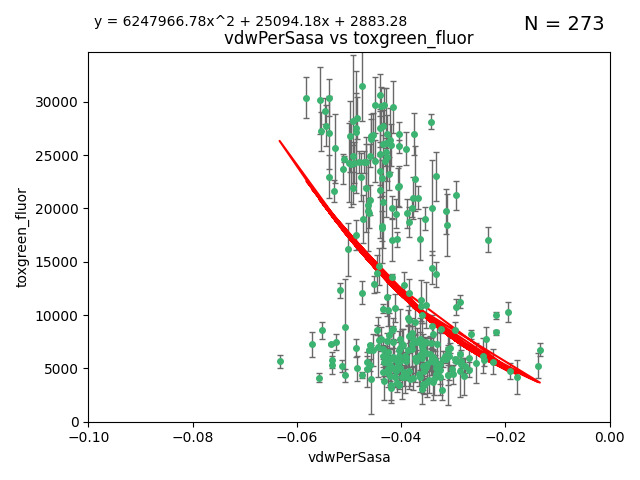 y = 6247966.78x^2 + 25094.18x + 2883.28
N = 273
vdwPerSasa vs toxgreen_fluor
30000
25000
20000
15000
10000
5000
0
toxgreen_fluor
−0.10
−0.08
−0.06
−0.04
−0.02
0.00
vdwPerSasa